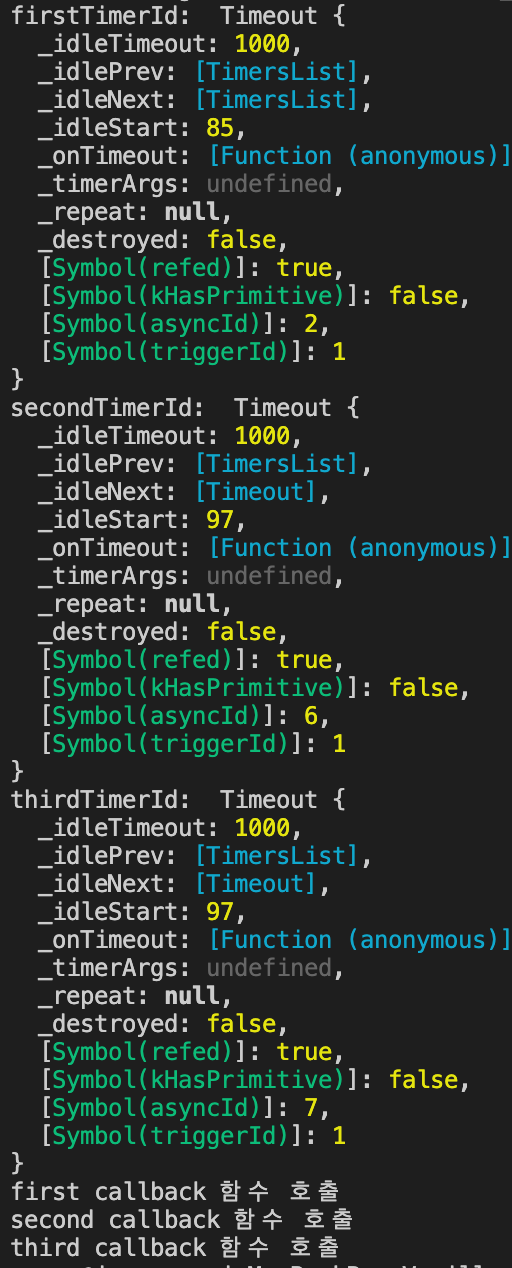 firstTimerId:  Timeout {
  _idleTimeout: 1000,
  _idlePrev: [TimersList],
  _idleNext: [TimersList],
  _idleStart: 85,
  _onTimeout: [Function (anonymous)]
  _timerArgs: undefined,
  _repeat: null,
  _destroyed: false,
  [Symbol(refed)]: true,
  [Symbol(kHasPrimitive)]: false,
  [Symbol(asyncId)]: 2,
  [Symbol(triggerId)]: 1
}
secondTimerId:  Timeout {
  _idleTimeout: 1000,
  _idlePrev: [TimersList],
  _idleNext: [Timeout],
  _idleStart: 97,
  _onTimeout: [Function (anonymous)]
  _timerArgs: undefined,
  _repeat: null,
  _destroyed: false,
  [Symbol(refed)]: true,
  [Symbol(kHasPrimitive)]: false,
  [Symbol(asyncId)]: 6,
  [Symbol(triggerId)]: 1
}
thirdTimerId:  Timeout {
  _idleTimeout: 1000,
  _idlePrev: [TimersList],
  _idleNext: [Timeout],
  _idleStart: 97,
  _onTimeout: [Function (anonymous)]
  _timerArgs: undefined,
  _repeat: null,
  _destroyed: false,
  [Symbol(refed)]: true,
  [Symbol(kHasPrimitive)]: false,
  [Symbol(asyncId)]: 7,
  [Symbol(triggerId)]: 1
}
first callback 함수 호출
second callback 함수 호출
third callback 함수 호출